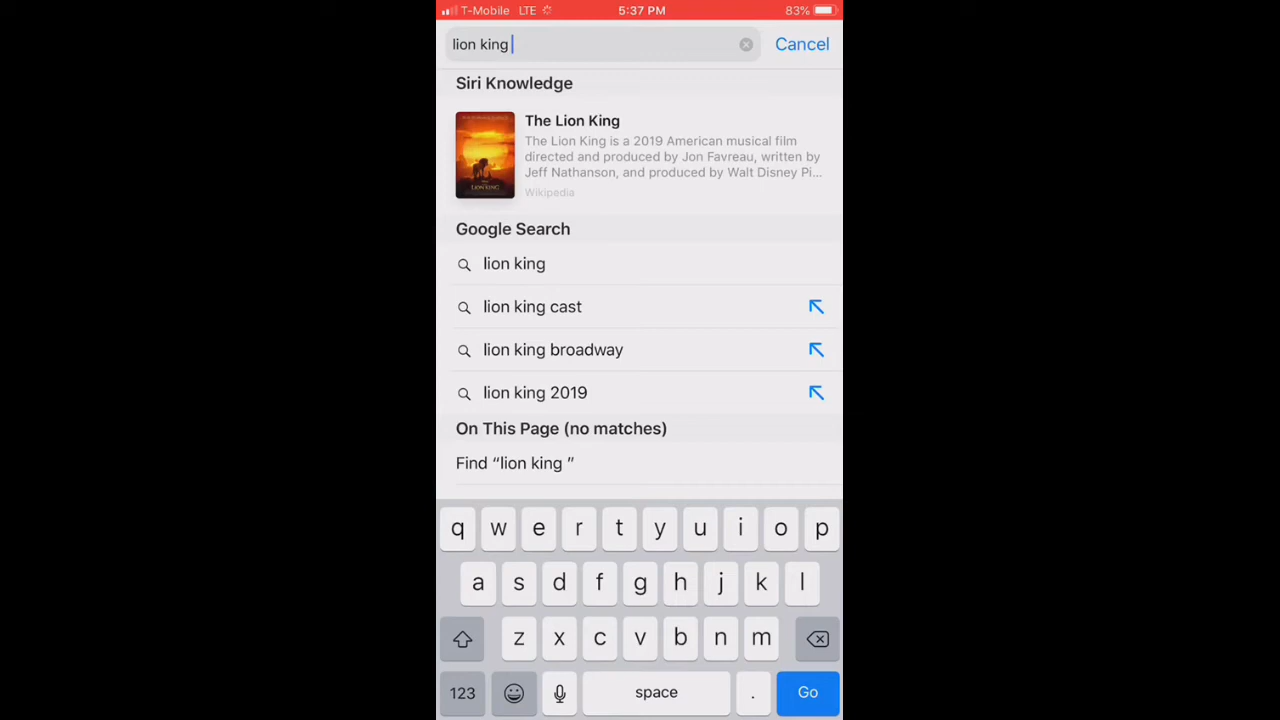 T-Mobile LTE 5:37 PM 83%
lion king Cancel
Siri Knowledge
The Lion King
The Lion King is a 2019 American musical film
directed and produced by Jon Favreau, written by
Jeff Nathanson, and produced by Walt Disney Pi...
Wikipedia
Google Search
lion king
lion king cast
lion king broadway
lion king 2019
On This Page (no matches)
Find “lion king ”
q w e r t y u i o p
a s d f g h j k l
z x c v b n m
123 space . Go